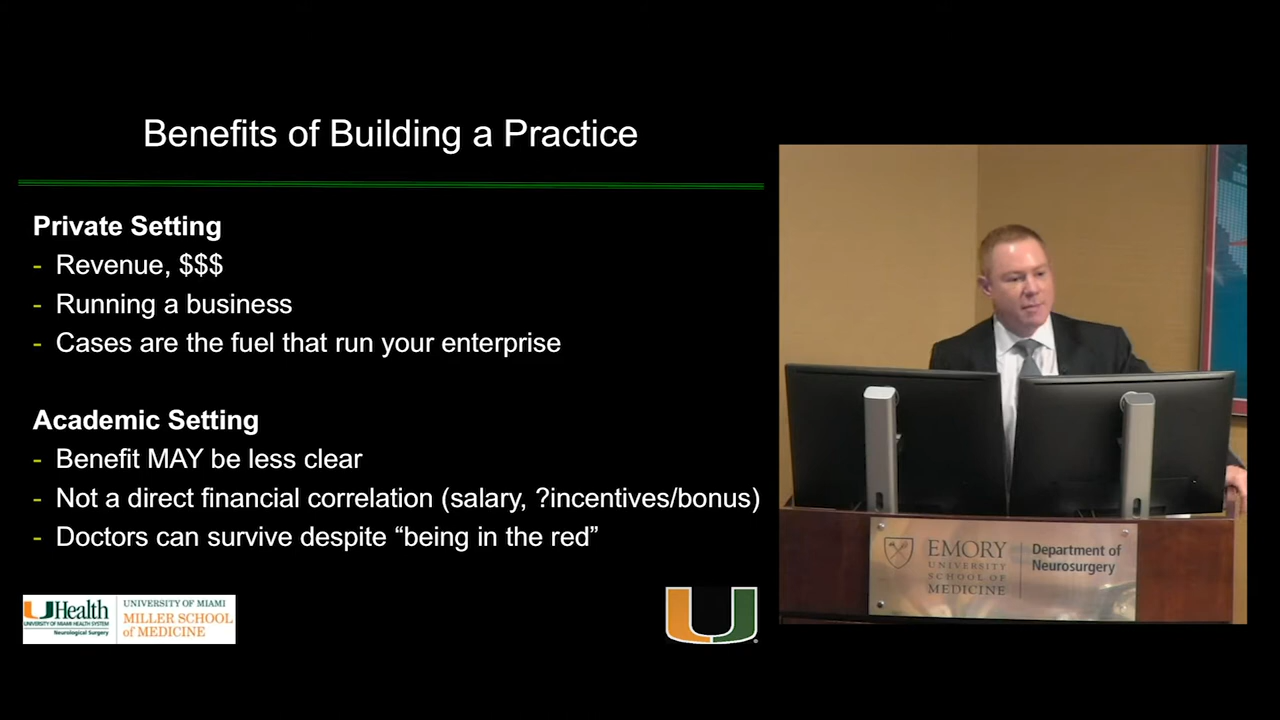 Benefits of Building a Practice
Private Setting
- Revenue, $$$
- Running a business
- Cases are the fuel that run your enterprise
Academic Setting
- Benefit MAY be less clear
- Not a direct financial correlation (salary, ?incentives/bonus)
- Doctors can survive despite “being in the red”
UHealth
UNIVERSITY OF MIAMI HEALTH SYSTEM
Neurological Surgery
UNIVERSITY OF MIAMI
MILLER SCHOOL
of MEDICINE
U
EMORY
UNIVERSITY
SCHOOL OF
MEDICINE
Department of
Neurosurgery